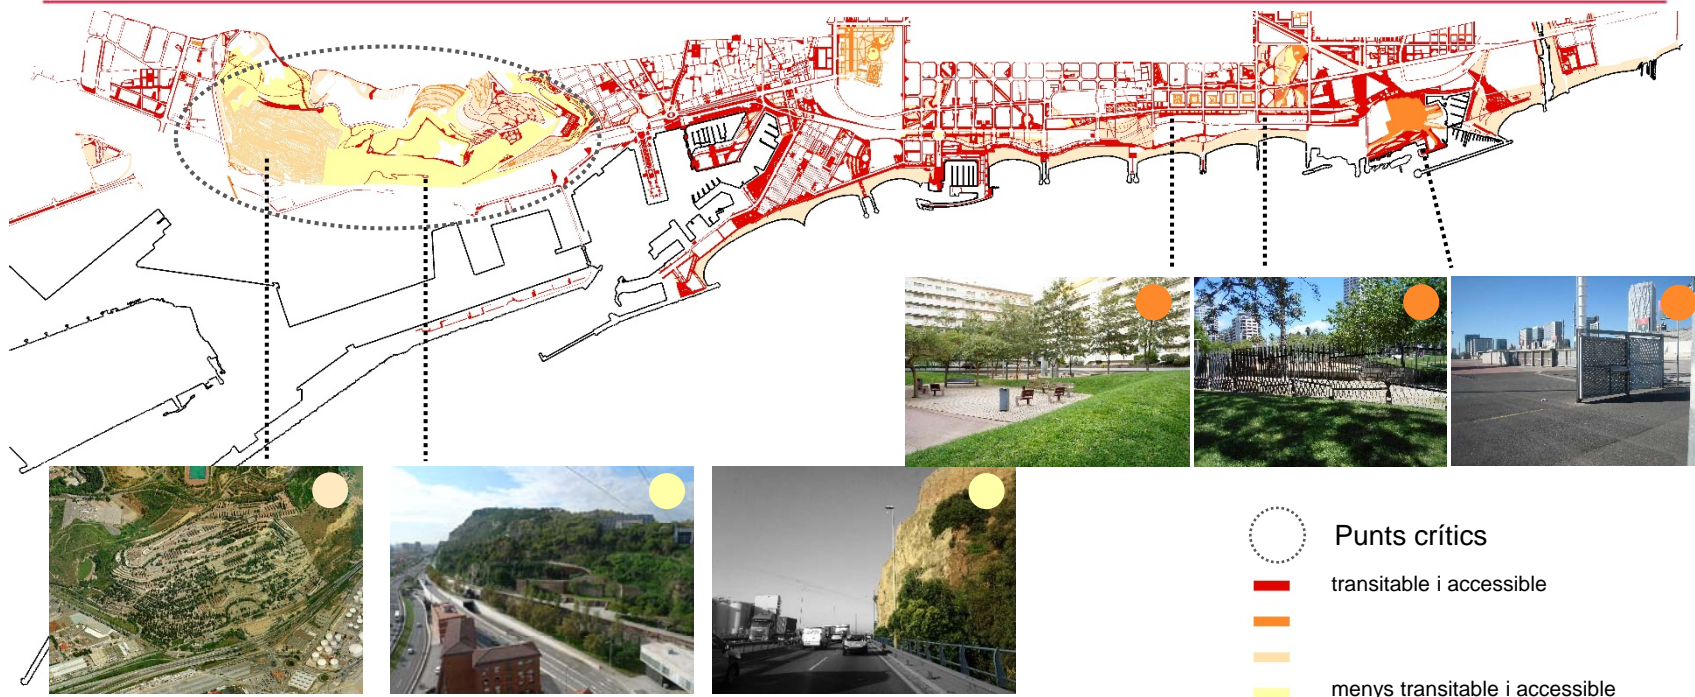 Punts crítics
transitable i accessible
menys transitable i accessible